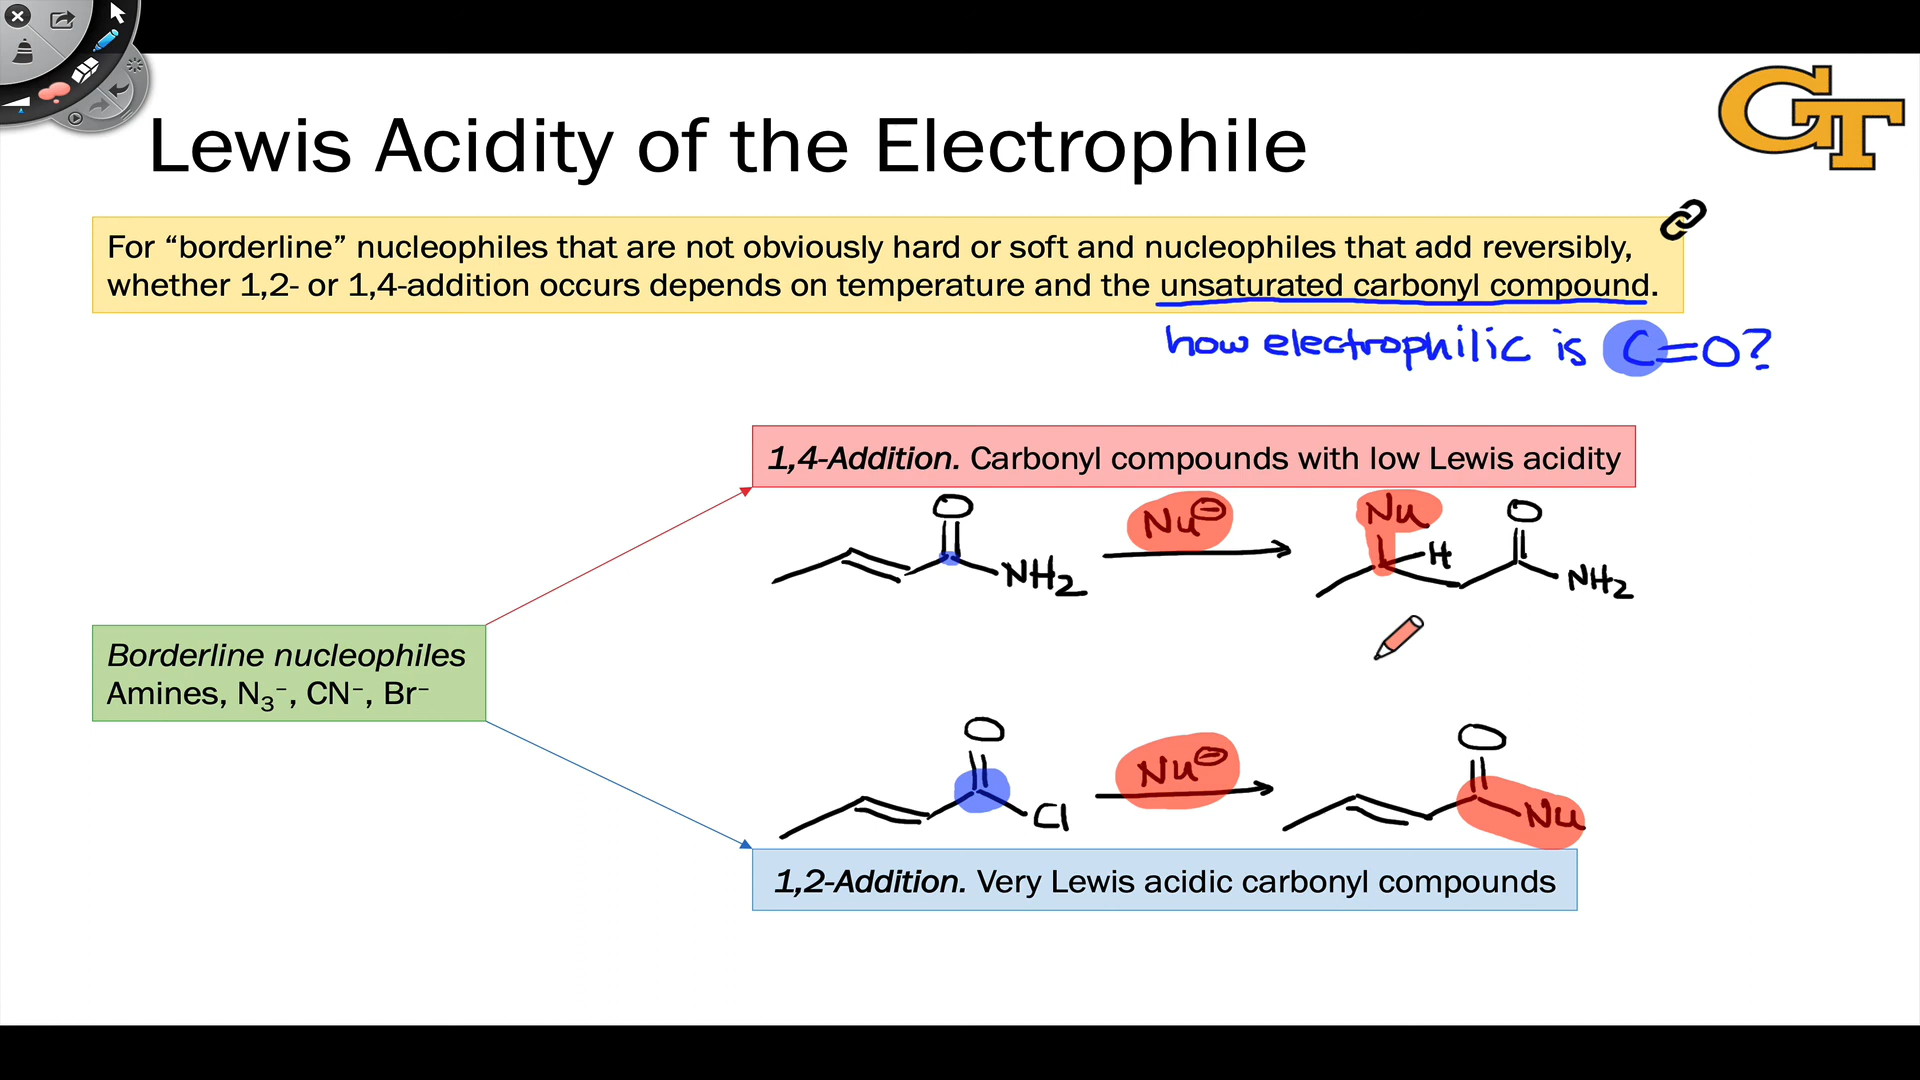 GT
Lewis Acidity of the Electrophile
For “borderline” nucleophiles that are not obviously hard or soft and nucleophiles that add reversibly,
whether 1,2- or 1,4-addition occurs depends on temperature and the unsaturated carbonyl compound.
how electrophilic is C=O?
1,4-Addition. Carbonyl compounds with low Lewis acidity
O NH₂ Nu⊖ Nu H O NH₂
Borderline nucleophiles
Amines, N₃⁻, CN⁻, Br⁻
O Cl Nu⊖ O Nu
1,2-Addition. Very Lewis acidic carbonyl compounds